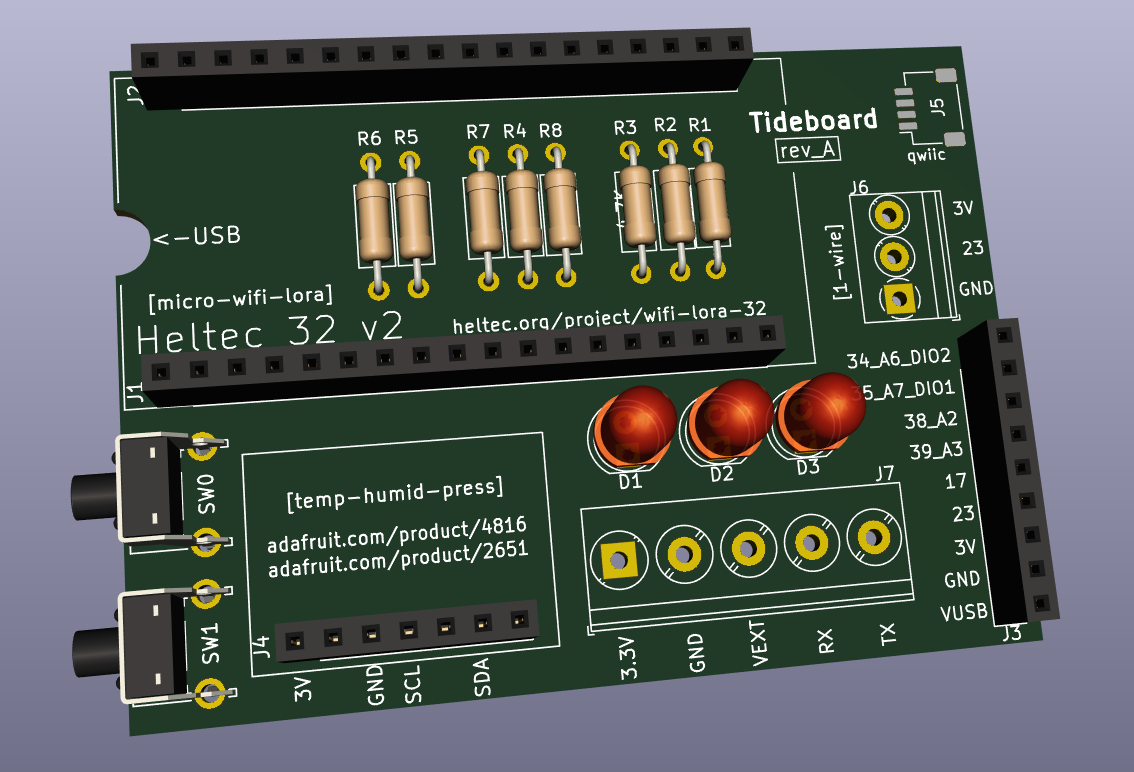 J2
R6 R5 R7 R4 R8 R3 R2 R1
Tideboard
rev_A
J5
qwiic
J6
3V
23
GND
[1-wire]
<-USB
[micro-wifi-lora]
Heltec 32 v2
heltec.org/project/wifi-lora-32
J1
34_A6_DIO2
35_A7_DIO1
38_A2
39_A3
17
23
3V
GND
VUSB
J3
D1 D2 D3
J7
SW0
[temp-humid-press]
adafruit.com/product/4816
adafruit.com/product/2651
SW1
J4
3V GND SCL SDA
3.3V GND VEXT RX TX